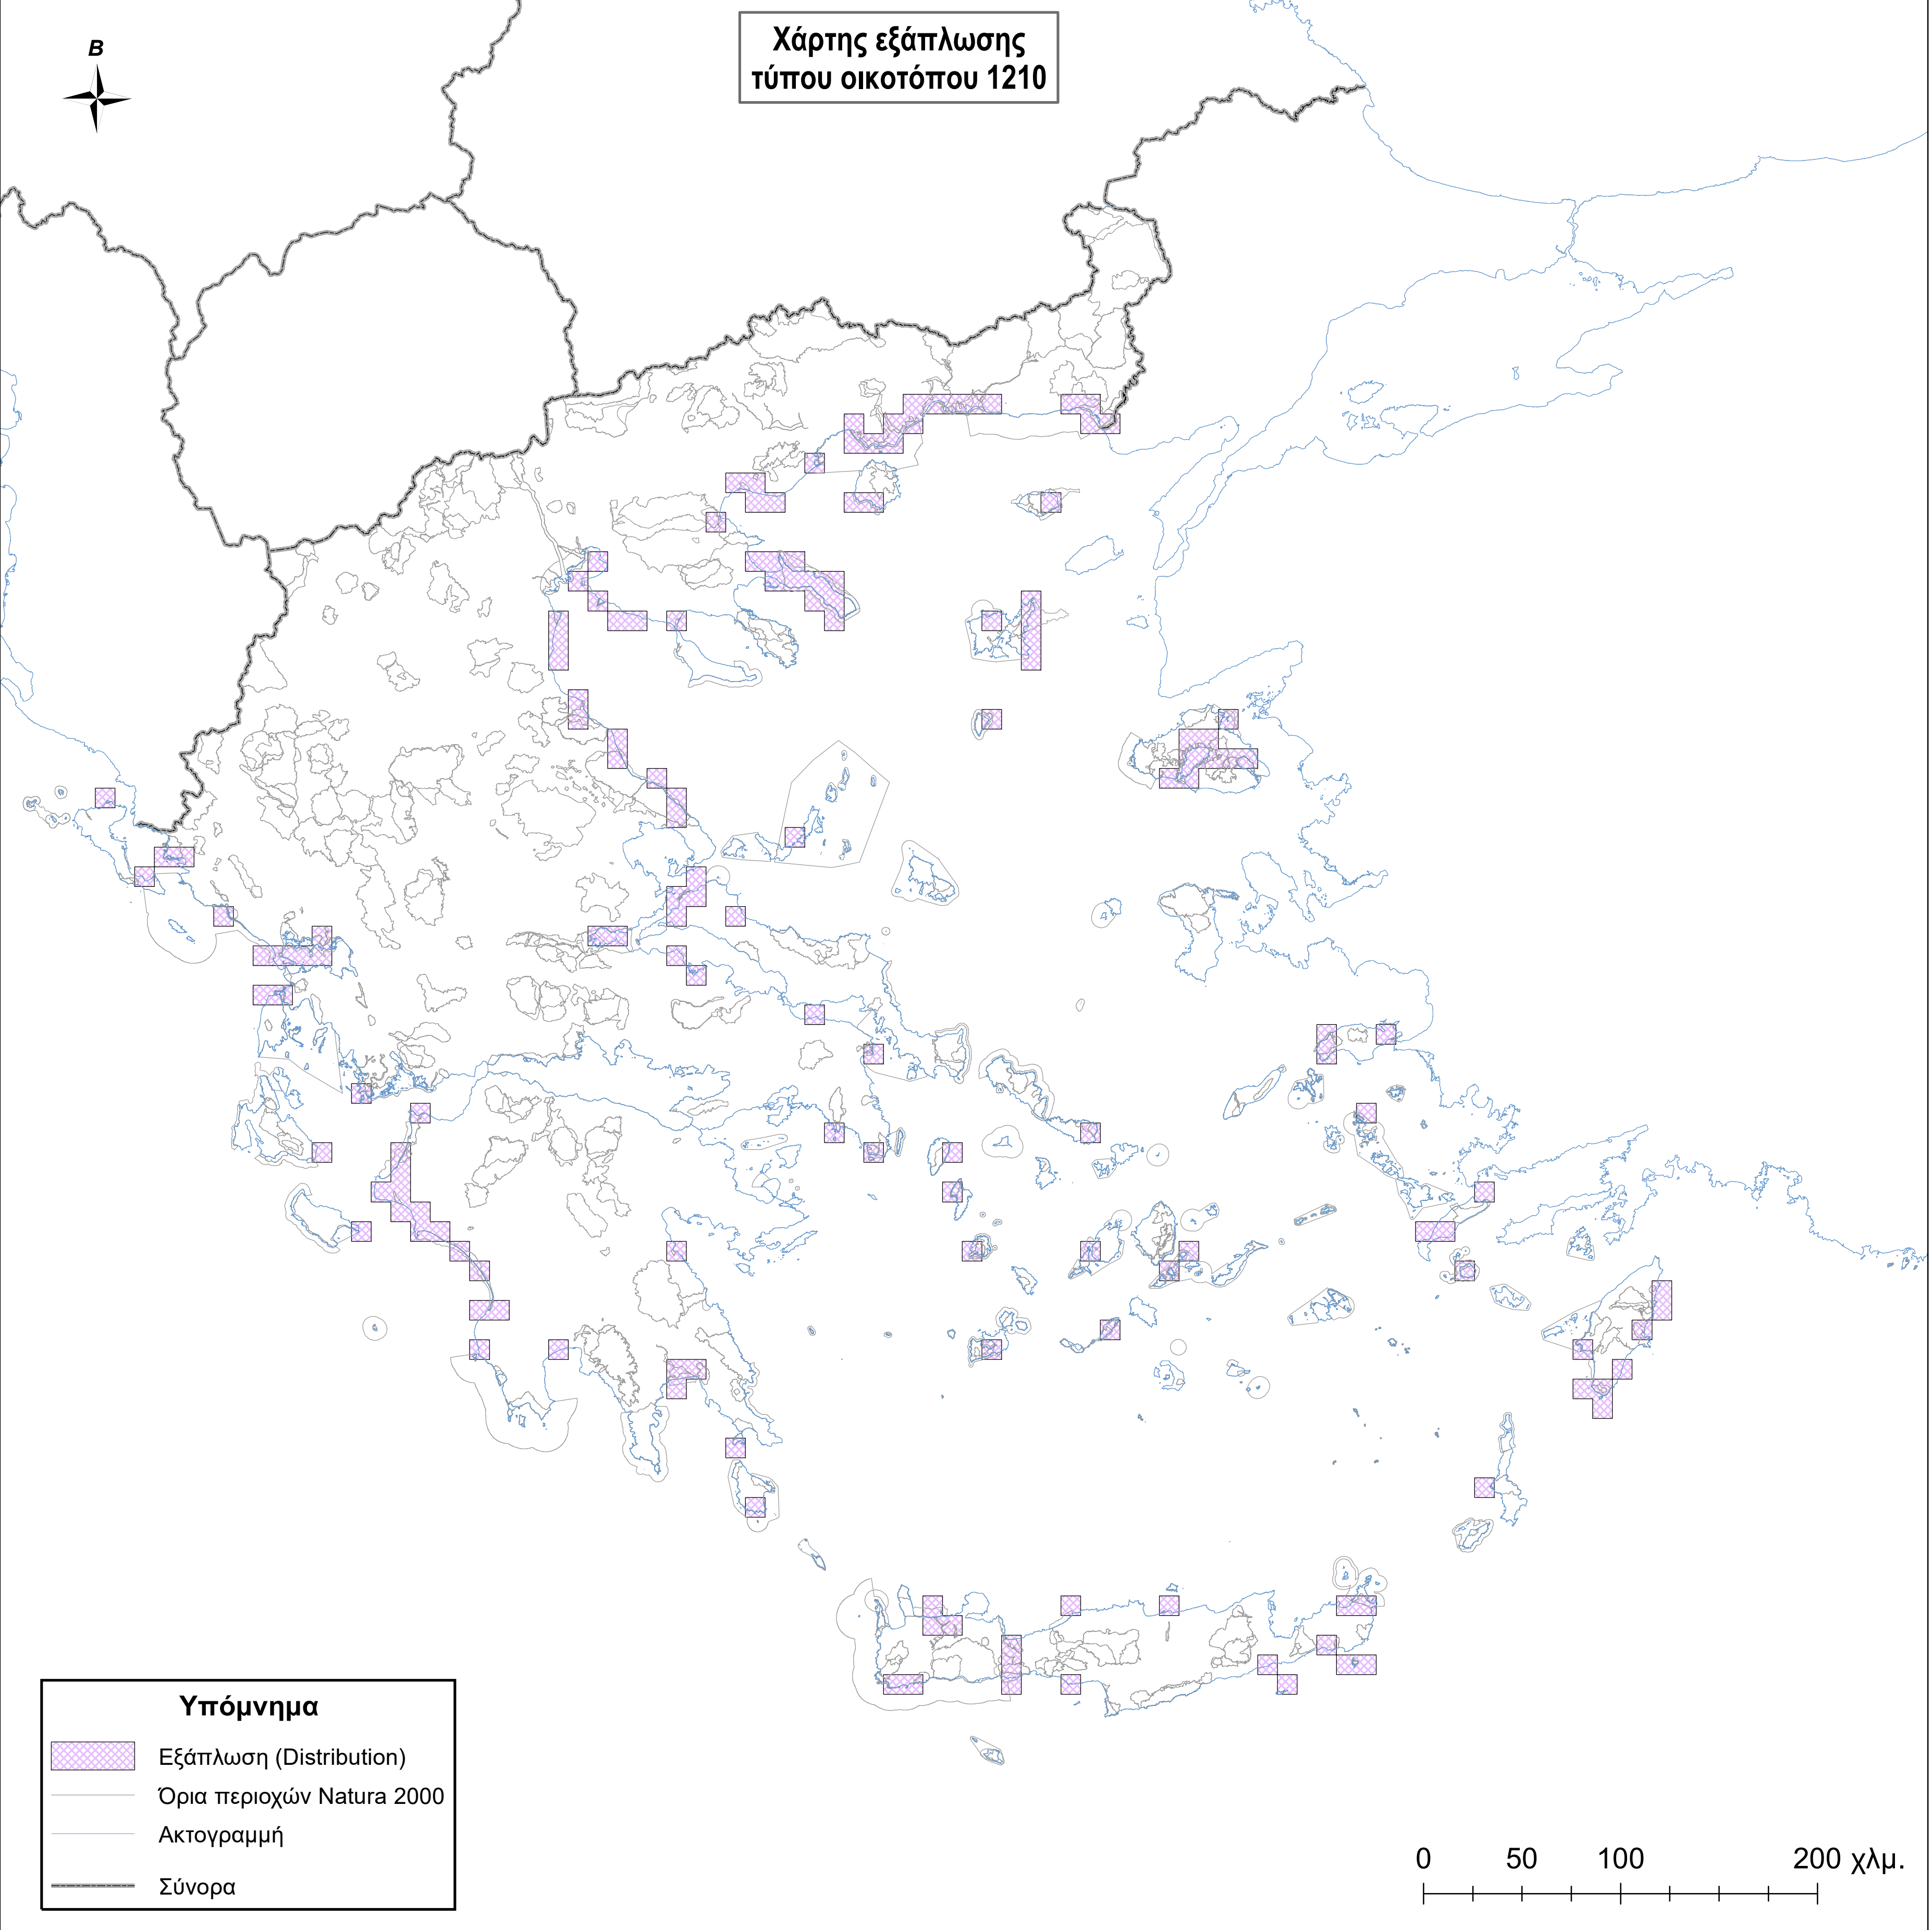 Χάρτης εξάπλωσης
τύπου οικοτόπου 1210
Β
Υπόμνημα
Εξάπλωση (Distribution)
Όρια περιοχών Natura 2000
Ακτογραμμή
Σύνορα
0 50 100 200 χλμ.